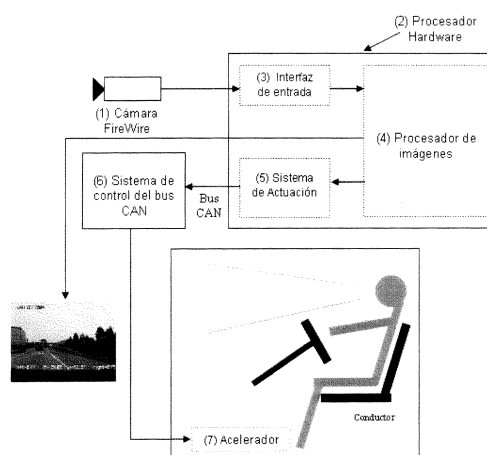 (2) Procesador
Hardware
(3) Interfaz
de entrada
(1) Cámara
FireWire
(4) Procesador de
imágenes
(5) Sistema
de Actuación
(6) Sistema de
control del bus
CAN
Bus
CAN
Conductor
(7) Acelerador